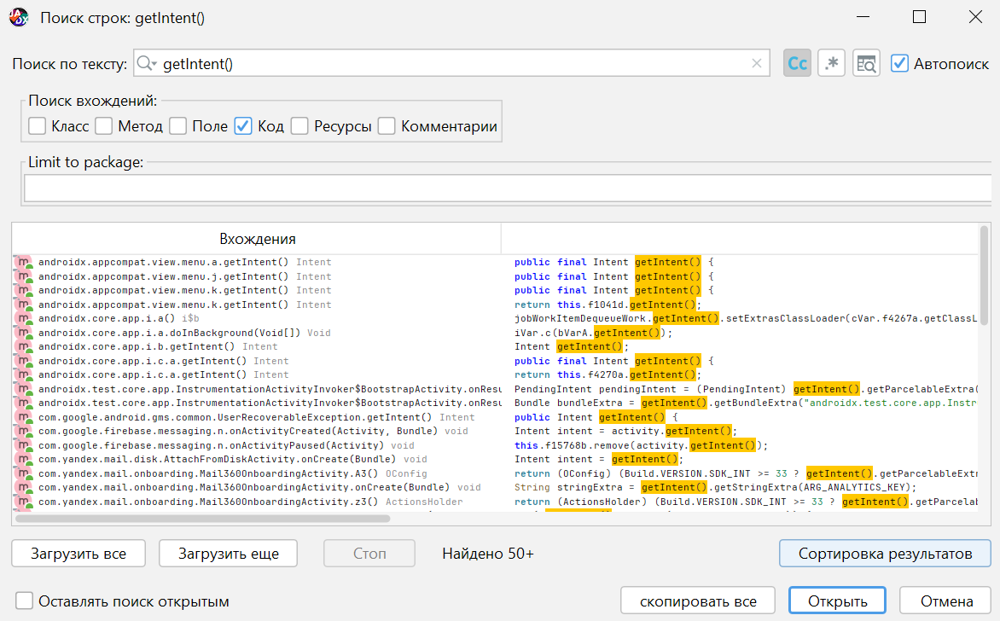 Поиск строк: getIntent()
Поиск по тексту: getIntent() Cc .* Автопоиск
Поиск вхождений:
Класс Метод Поле Код Ресурсы Комментарии
Limit to package:
Вхождения
androidx.appcompat.view.menu.a.getIntent() Intent public final Intent getIntent() {
androidx.appcompat.view.menu.j.getIntent() Intent public final Intent getIntent() {
androidx.appcompat.view.menu.k.getIntent() Intent public final Intent getIntent() {
androidx.appcompat.view.menu.k.getIntent() Intent return this.f1041d.getIntent();
androidx.core.app.i.a() i$b jobWorkItemDequeueWork.getIntent().setExtrasClassLoader(cVar.f4267a.getClassL
androidx.core.app.i.a.doInBackground(Void[]) Void iVar.c(bVarA.getIntent());
androidx.core.app.i.b.getIntent() Intent Intent getIntent();
androidx.core.app.i.c.a.getIntent() Intent public final Intent getIntent() {
androidx.core.app.i.c.a.getIntent() Intent return this.f4270a.getIntent();
androidx.test.core.app.InstrumentationActivityInvoker$BootstrapActivity.onResu PendingIntent pendingIntent = (PendingIntent) getIntent().getParcelableExtra(
androidx.test.core.app.InstrumentationActivityInvoker$BootstrapActivity.onResu Bundle bundleExtra = getIntent().getBundleExtra("androidx.test.core.app.Instr
com.google.android.gms.common.UserRecoverableException.getIntent() Intent public Intent getIntent() {
com.google.firebase.messaging.n.onActivityCreated(Activity, Bundle) void Intent intent = activity.getIntent();
com.google.firebase.messaging.n.onActivityPaused(Activity) void this.f15768b.remove(activity.getIntent());
com.yandex.mail.disk.AttachFromDiskActivity.onCreate(Bundle) void Intent intent = getIntent();
com.yandex.mail.onboarding.Mail360OnboardingActivity.A3() OConfig return (OConfig) (Build.VERSION.SDK_INT >= 33 ? getIntent().getParcelableExtr
com.yandex.mail.onboarding.Mail360OnboardingActivity.onCreate(Bundle) void String stringExtra = getIntent().getStringExtra(ARG_ANALYTICS_KEY);
com.yandex.mail.onboarding.Mail360OnboardingActivity.z3() ActionsHolder return (ActionsHolder) (Build.VERSION.SDK_INT >= 33 ? getIntent().getParcelab
Загрузить все Загрузить еще Стоп Найдено 50+ Сортировка результатов
Оставлять поиск открытым скопировать все Открыть Отмена